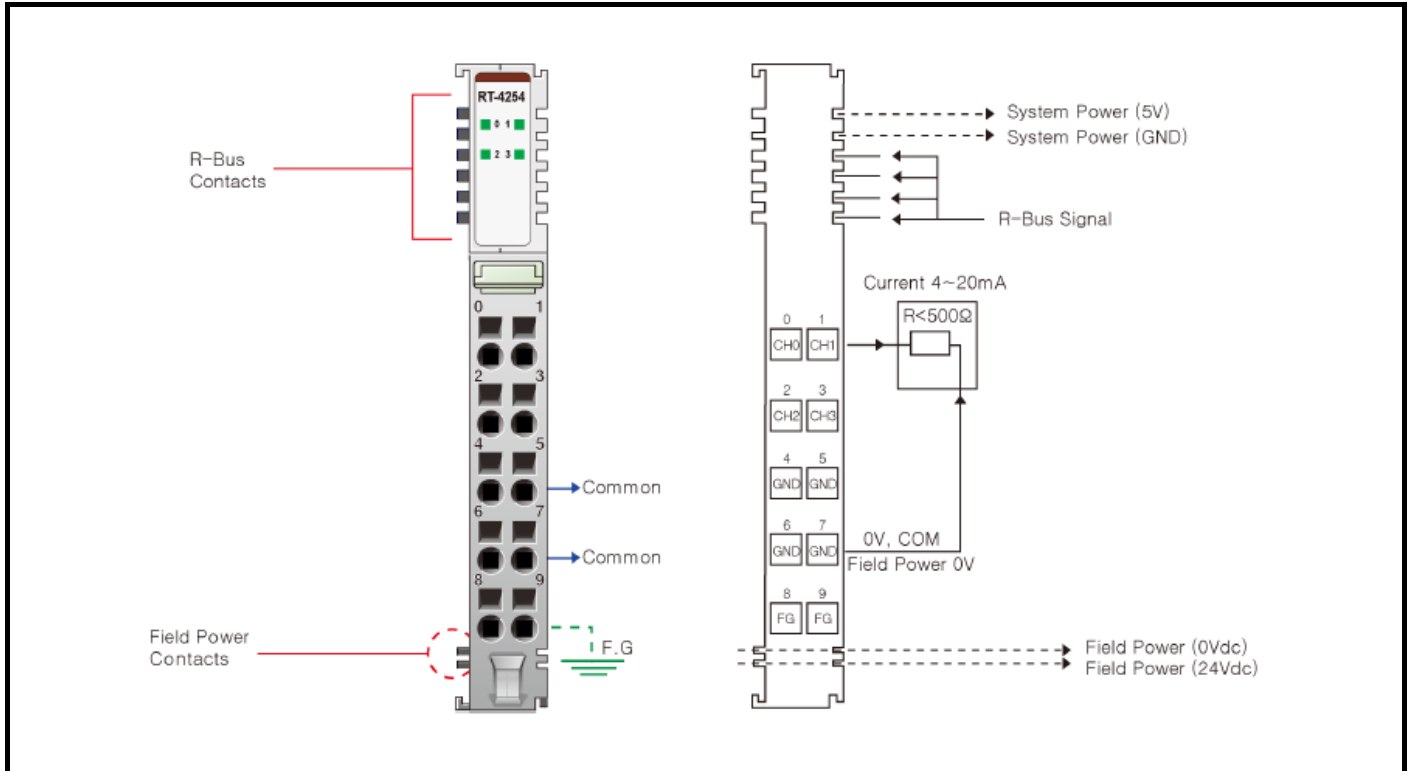 RT-4254
0 1
2 3
R-Bus
Contacts
0 1
2 3
4 5
Common
6 7
Common
8 9
F.G
Field Power
Contacts
System Power (5V)
System Power (GND)
R-Bus Signal
Current 4~20mA
R<500Ω
0 1
CH0 CH1
2 3
CH2 CH3
4 5
GND GND
6 7
GND GND
0V, COM
Field Power 0V
8 9
FG FG
Field Power (0Vdc)
Field Power (24Vdc)